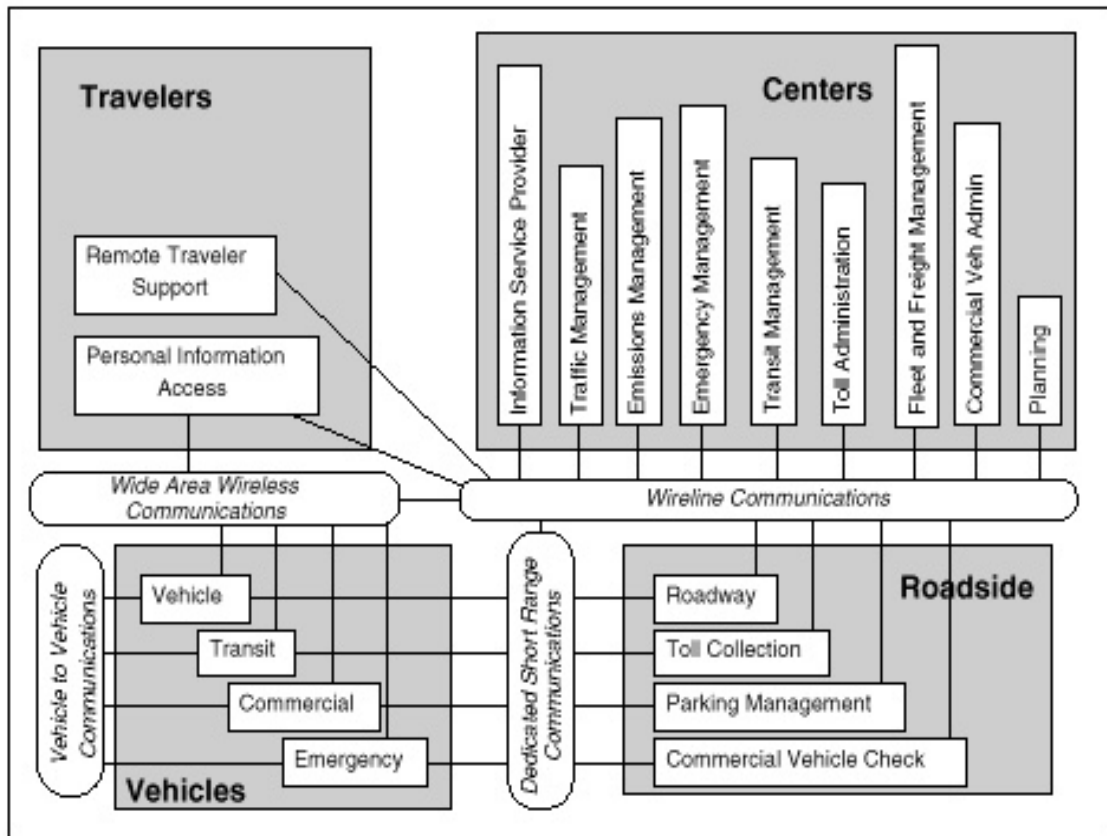 Travelers
Remote Traveler
Support
Personal Information
Access
Centers
Information Service Provider
Traffic Management
Emissions Management
Emergency Management
Transit Management
Toll Administration
Fleet and Freight Management
Commercial Veh Admin
Planning
Wide Area Wireless
Communications
Wireline Communications
Vehicle to Vehicle
Communications
Vehicle
Transit
Commercial
Emergency
Vehicles
Dedicated Short Range
Communications
Roadside
Roadway
Toll Collection
Parking Management
Commercial Vehicle Check